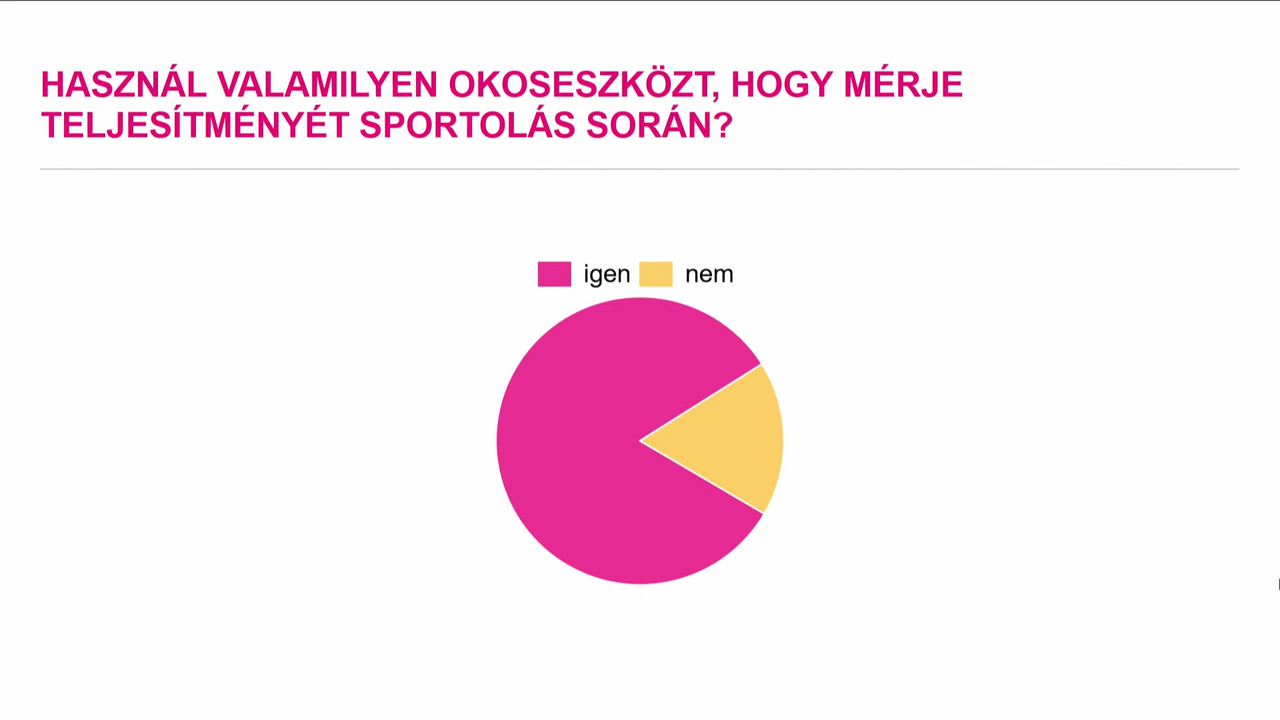 HASZNÁL VALAMILYEN OKOSESZKÖZT, HOGY MÉRJE
TELJESÍTMÉNYÉT SPORTOLÁS SORÁN?
igen nem